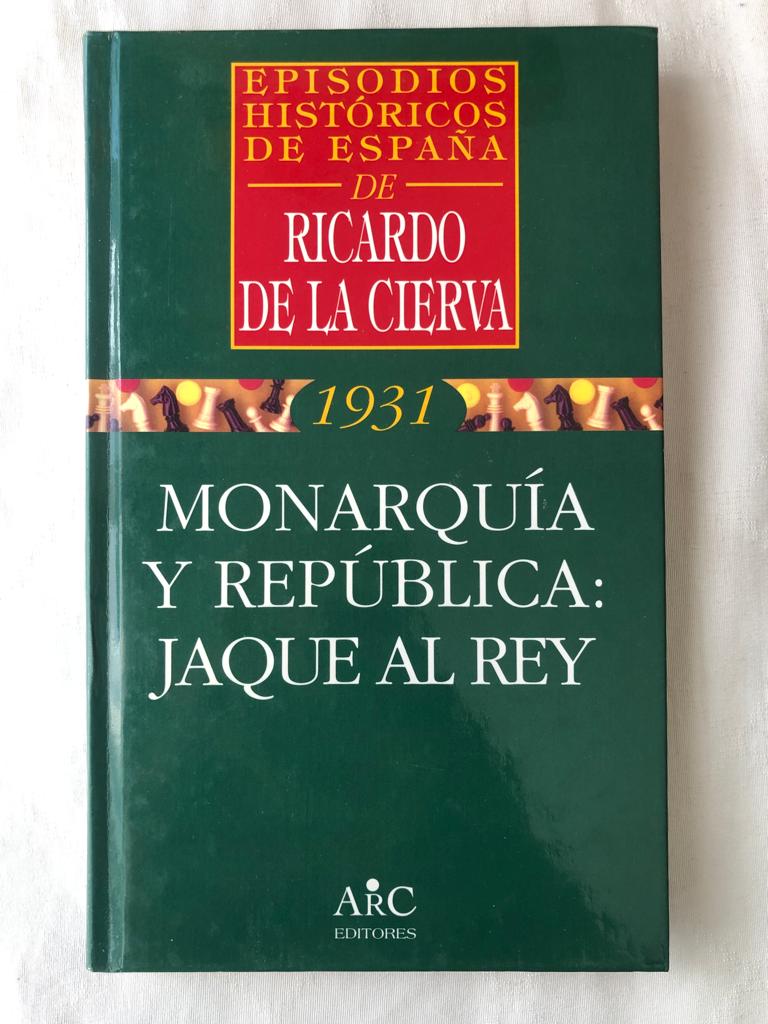 EPISODIOS
HISTÓRICOS
DE ESPAÑA
DE
RICARDO
DE LA CIERVA
1931
MONARQUÍA
Y REPÚBLICA:
JAQUE AL REY
ARC
EDITORES